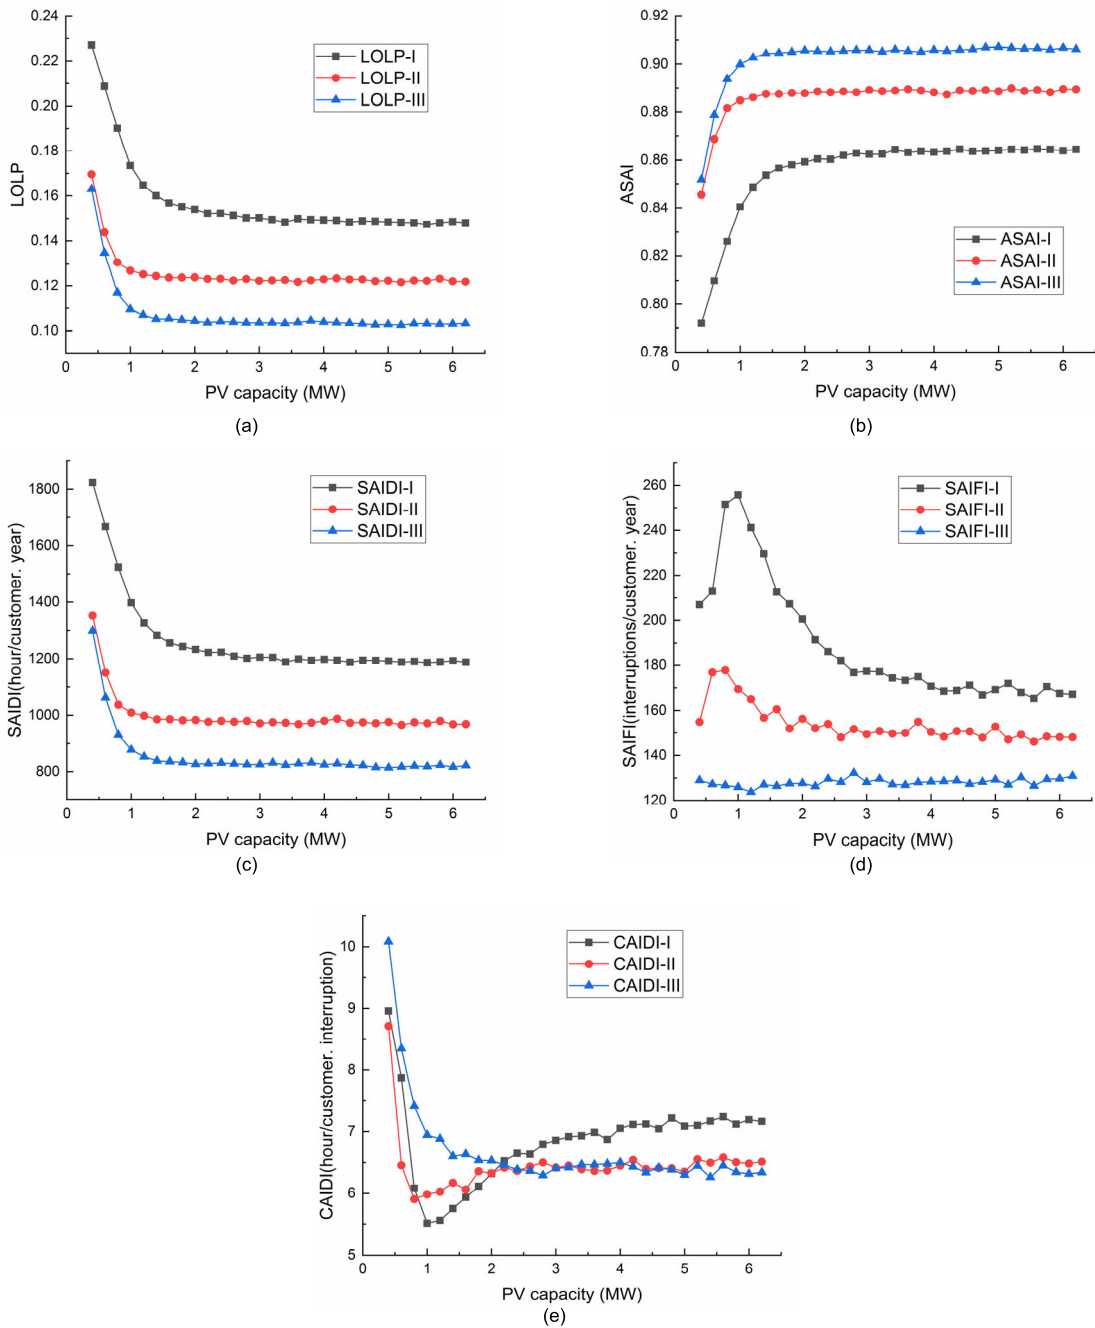 0.24
0.22
0.20
0.18
0.16
0.14
0.12
0.10
LOLP
LOLP-I
LOLP-II
LOLP-III
0 1 2 3 4 5 6
PV capacity (MW)
(a)
0.92
0.90
0.88
0.86
0.84
0.82
0.80
0.78
ASAI
ASAI-I
ASAI-II
ASAI-III
0 1 2 3 4 5 6
PV capacity (MW)
(b)
1800
1600
1400
1200
1000
800
SAIDI(hour/customer. year)
SAIDI-I
SAIDI-II
SAIDI-III
0 1 2 3 4 5 6
PV capacity (MW)
(c)
260
240
220
200
180
160
140
120
SAIFI(interruptions/customer. year)
SAIFI-I
SAIFI-II
SAIFI-III
0 1 2 3 4 5 6
PV capacity (MW)
(d)
10
9
8
7
6
5
CAIDI(hour/customer. interruption)
CAIDI-I
CAIDI-II
CAIDI-III
0 1 2 3 4 5 6
PV capacity (MW)
(e)